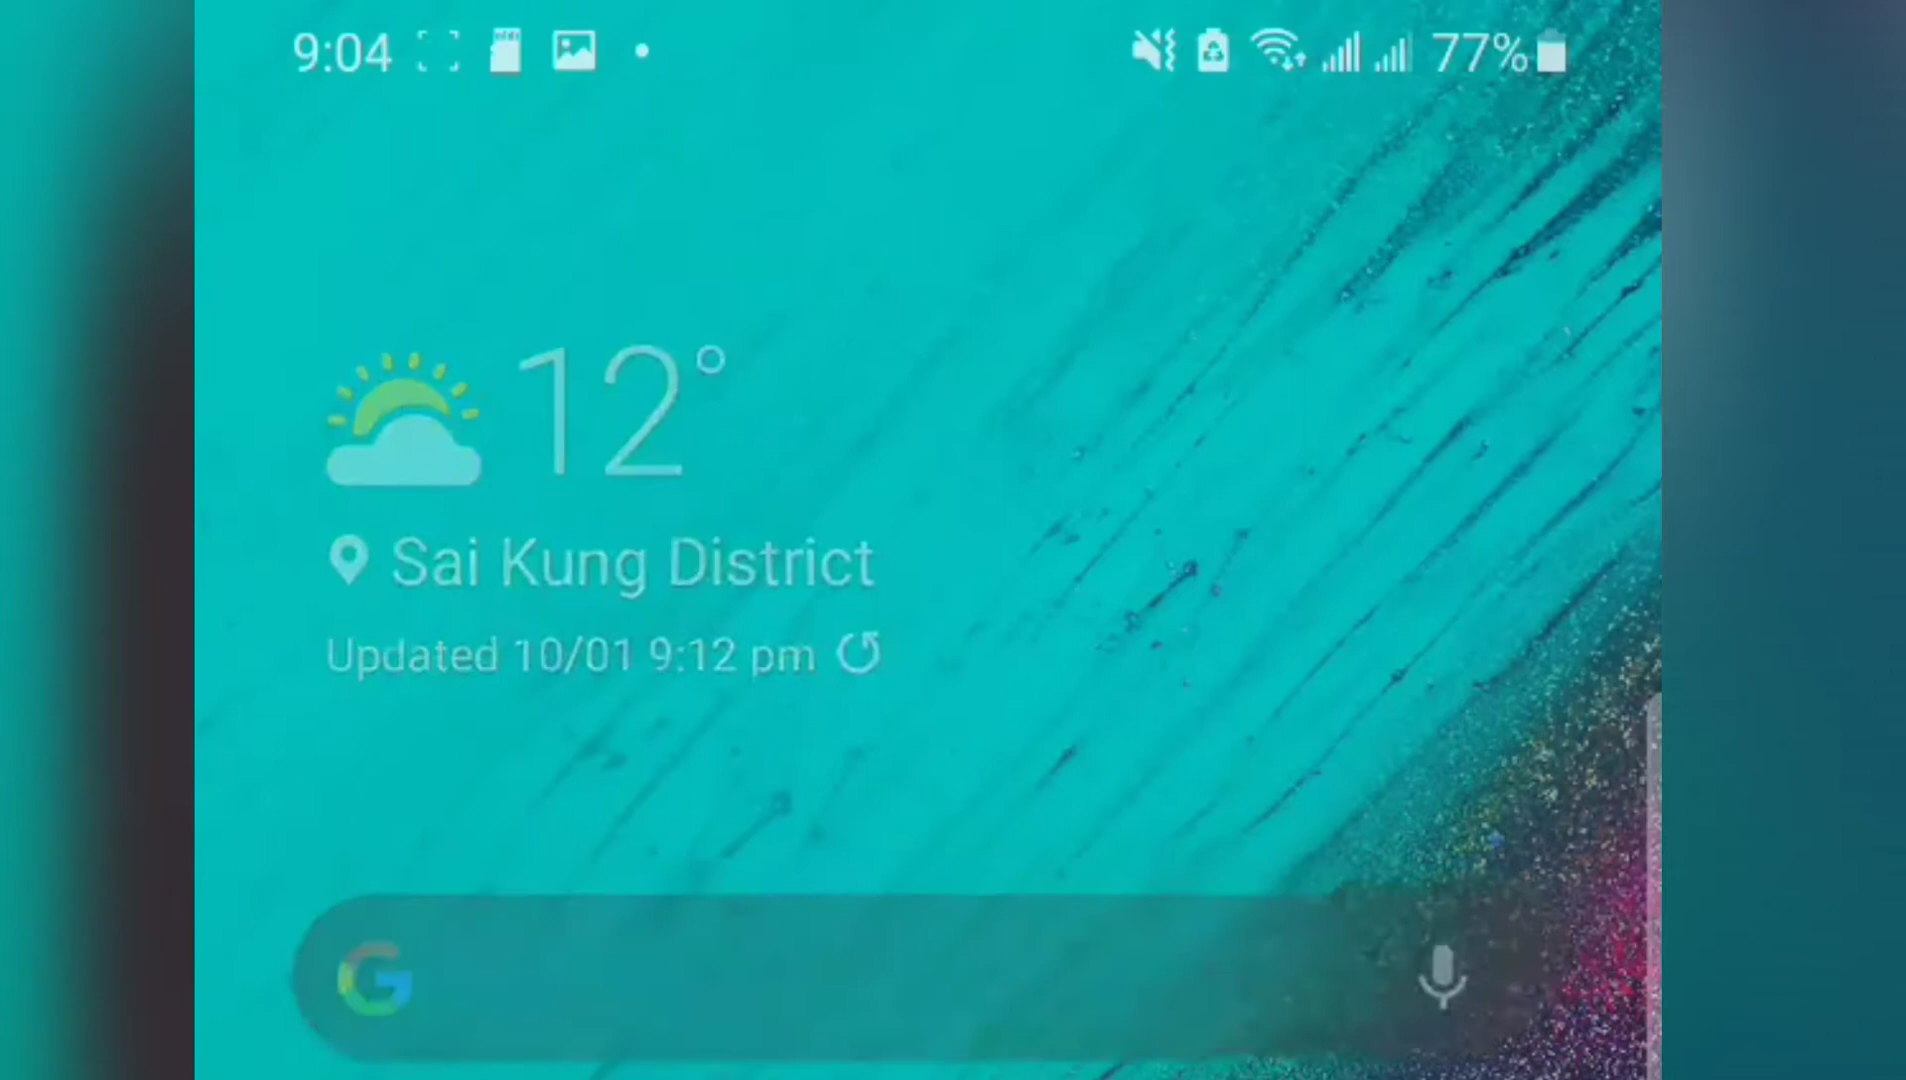 9:04 77%
12°
Sai Kung District
Updated 10/01 9:12 pm
G